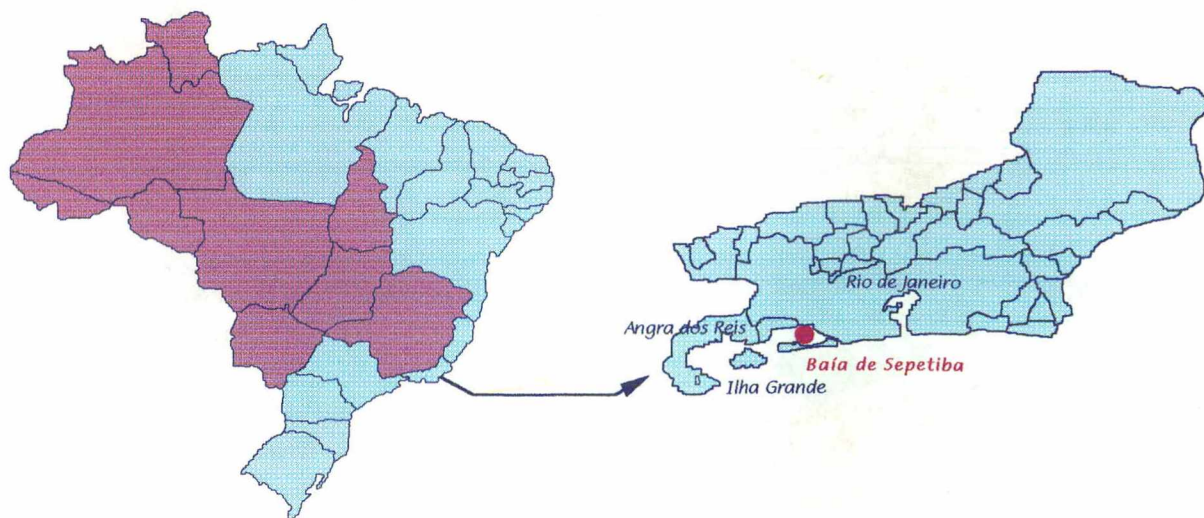 Rio de Janeiro
Angra dos Reis
Baía de Sepetiba
Ilha Grande